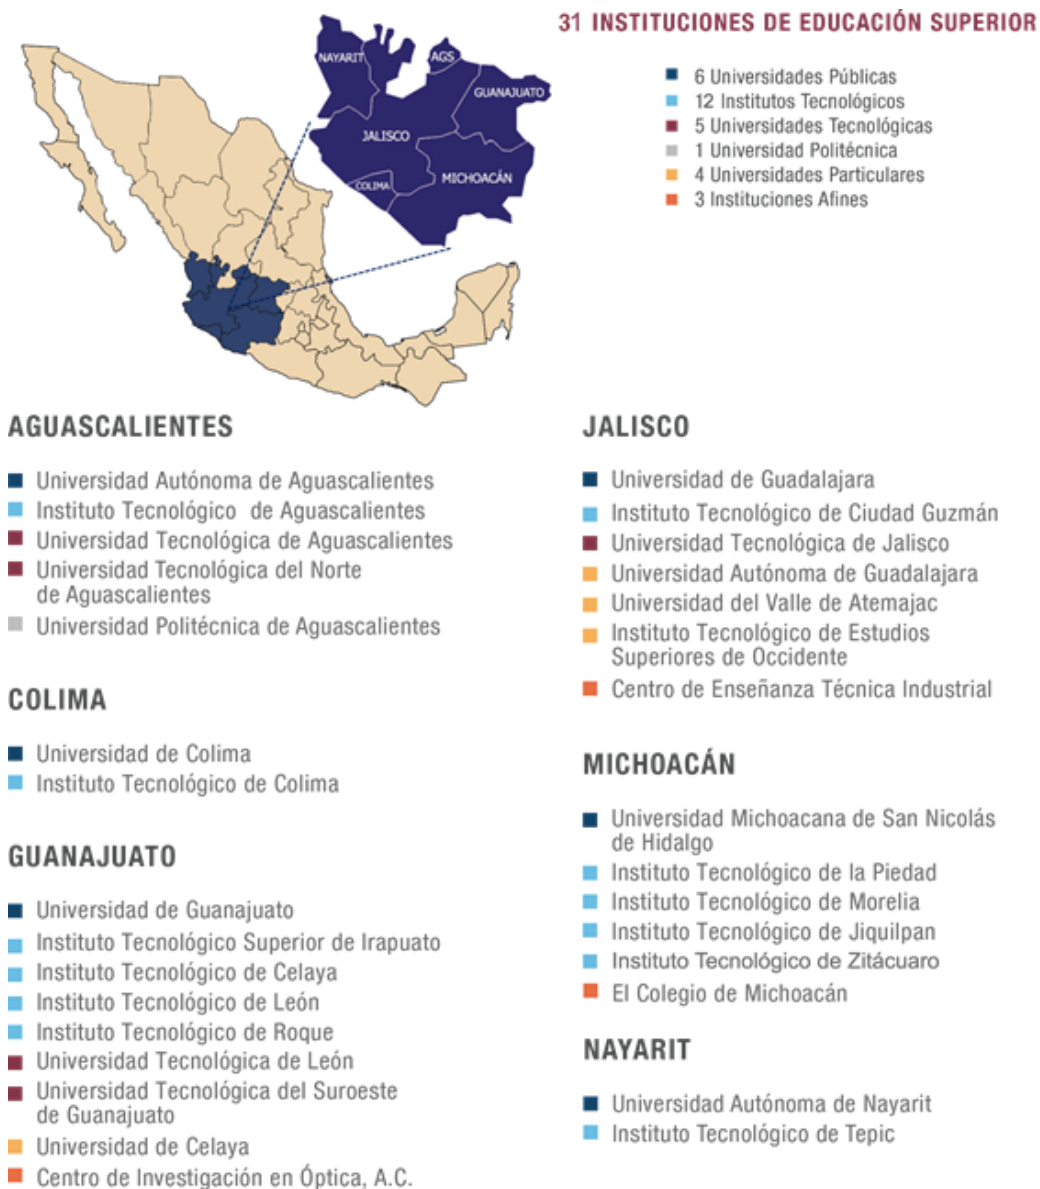 31 INSTITUCIONES DE EDUCACIÓN SUPERIOR
6 Universidades Públicas
12 Institutos Tecnológicos
5 Universidades Tecnológicas
1 Universidad Politécnica
4 Universidades Particulares
3 Instituciones Afines
NAYARIT
AGS
GUANAJUATO
JALISCO
COLIMA
MICHOACÁN
AGUASCALIENTES
Universidad Autónoma de Aguascalientes
Instituto Tecnológico de Aguascalientes
Universidad Tecnológica de Aguascalientes
Universidad Tecnológica del Norte
de Aguascalientes
Universidad Politécnica de Aguascalientes
COLIMA
Universidad de Colima
Instituto Tecnológico de Colima
GUANAJUATO
Universidad de Guanajuato
Instituto Tecnológico Superior de Irapuato
Instituto Tecnológico de Celaya
Instituto Tecnológico de León
Instituto Tecnológico de Roque
Universidad Tecnológica de León
Universidad Tecnológica del Suroeste
de Guanajuato
Universidad de Celaya
Centro de Investigación en Óptica, A.C.
JALISCO
Universidad de Guadalajara
Instituto Tecnológico de Ciudad Guzmán
Universidad Tecnológica de Jalisco
Universidad Autónoma de Guadalajara
Universidad del Valle de Atemajac
Instituto Tecnológico de Estudios
Superiores de Occidente
Centro de Enseñanza Técnica Industrial
MICHOACÁN
Universidad Michoacana de San Nicolás
de Hidalgo
Instituto Tecnológico de la Piedad
Instituto Tecnológico de Morelia
Instituto Tecnológico de Jiquilpan
Instituto Tecnológico de Zitácuaro
El Colegio de Michoacán
NAYARIT
Universidad Autónoma de Nayarit
Instituto Tecnológico de Tepic